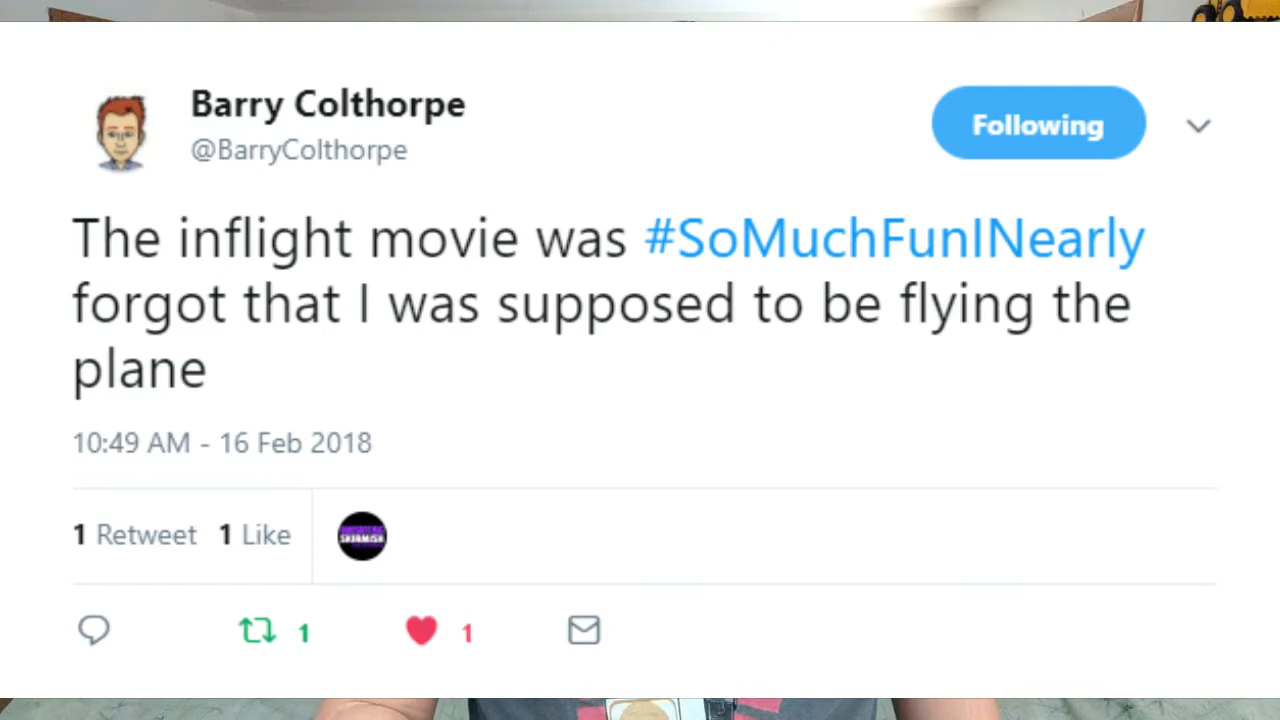 Barry Colthorpe
@BarryColthorpe
Following
The inflight movie was #SoMuchFunINearly
forgot that I was supposed to be flying the
plane
10:49 AM - 16 Feb 2018
1 Retweet 1 Like
SKIRMISH
1 1